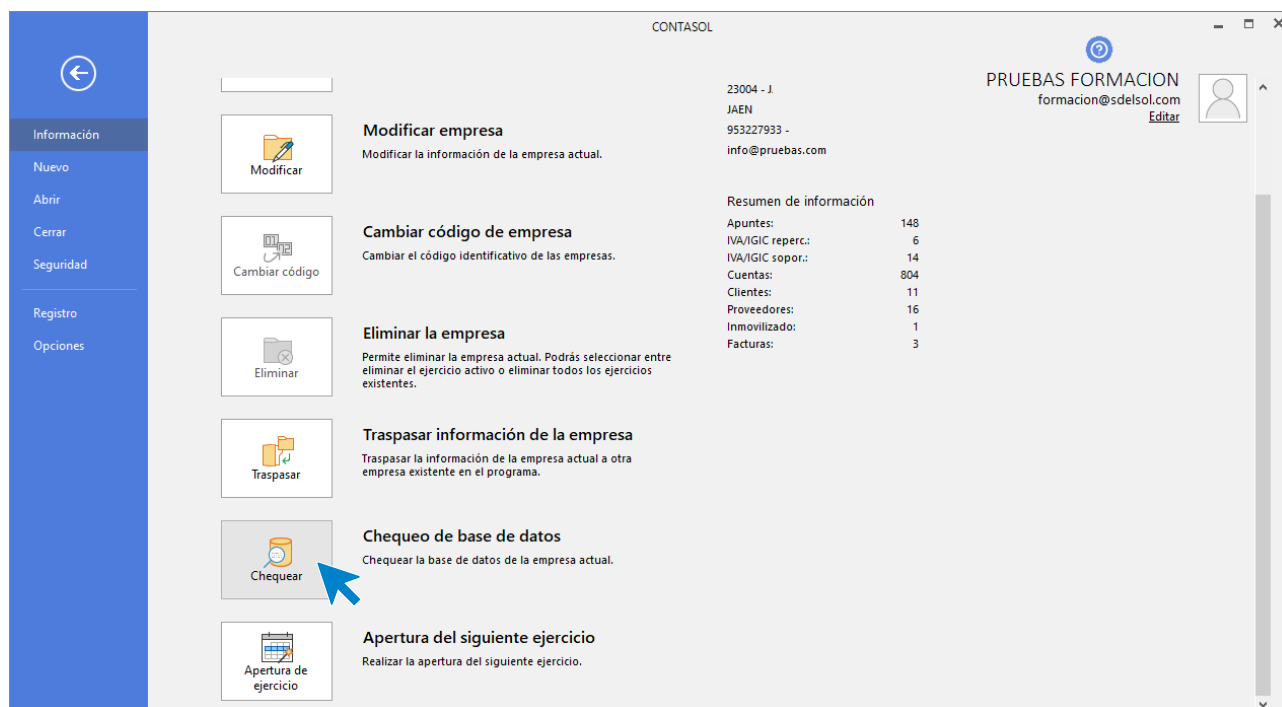 CONTASOL
PRUEBAS FORMACION
formacion@sdelsol.com
Editar
Información
Nuevo
Abrir
Cerrar
Seguridad
Registro
Opciones
Modificar
Modificar empresa
Modificar la información de la empresa actual.
Cambiar código
Cambiar código de empresa
Cambiar el código identificativo de las empresas.
Eliminar
Eliminar la empresa
Permite eliminar la empresa actual. Podrás seleccionar entre
eliminar el ejercicio activo o eliminar todos los ejercicios
existentes.
Traspasar
Traspasar información de la empresa
Traspasar la información de la empresa actual a otra
empresa existente en el programa.
Chequear
Chequeo de base de datos
Chequear la base de datos de la empresa actual.
Apertura de
ejercicio
Apertura del siguiente ejercicio
Realizar la apertura del siguiente ejercicio.
23004 - J.
JAEN
953227933 -
info@pruebas.com
Resumen de información
Apuntes: 148
IVA/IGIC reperc.: 6
IVA/IGIC sopor.: 14
Cuentas: 804
Clientes: 11
Proveedores: 16
Inmovilizado: 1
Facturas: 3